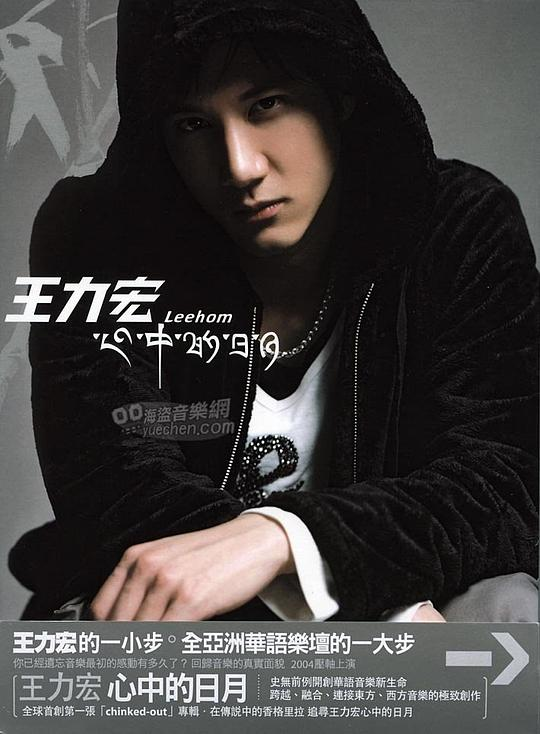 王力宏 Leehom
心中的日月
海盜音樂網
yuechen.com
王力宏的一小步。全亞洲華語樂壇的一大步
你已經遺忘音樂最初的感動有多久了？ 回歸音樂的真實面貌 2004壓軸上演
王力宏 心中的日月
史無前例開創華語音樂新生命
跨越、融合、連接東方、西方音樂的極致創作
全球首創第一張「chinked-out」專輯．在傳說中的香格里拉 追尋王力宏心中的日月